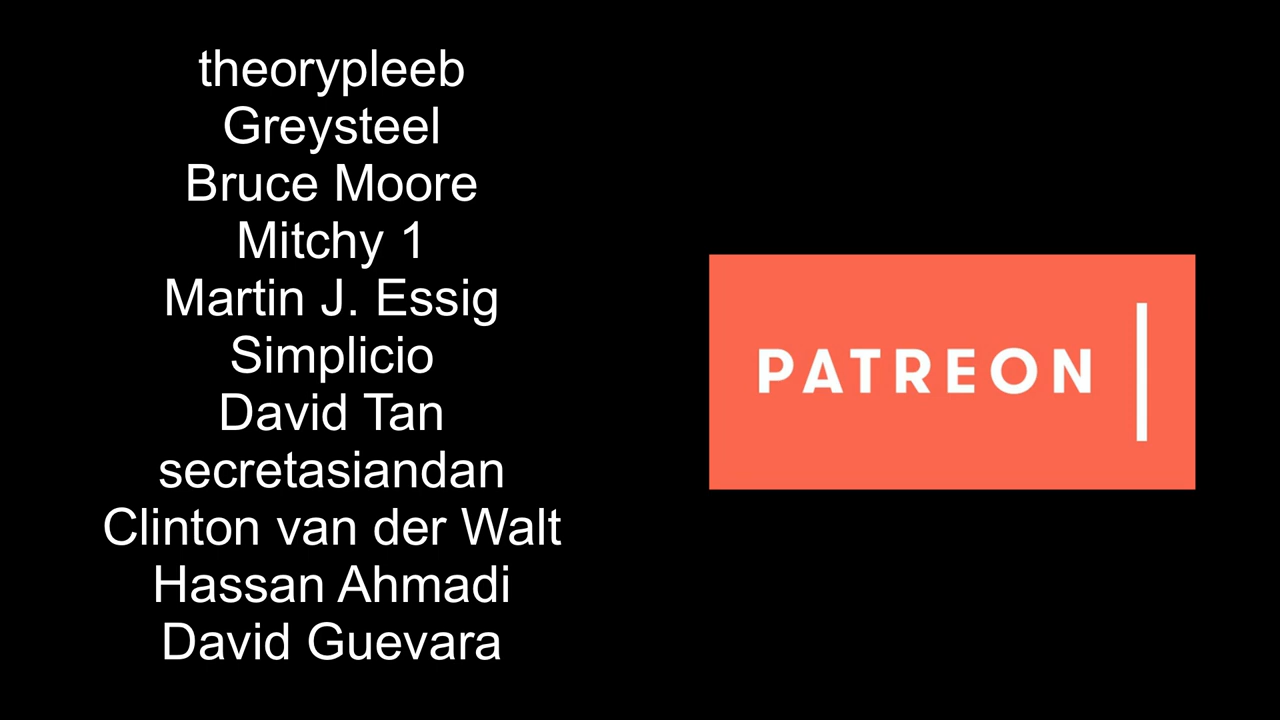 theorypleeb
Greysteel
Bruce Moore
Mitchy 1
Martin J. Essig
Simplicio
David Tan
secretasiandan
Clinton van der Walt
Hassan Ahmadi
David Guevara
PATREON